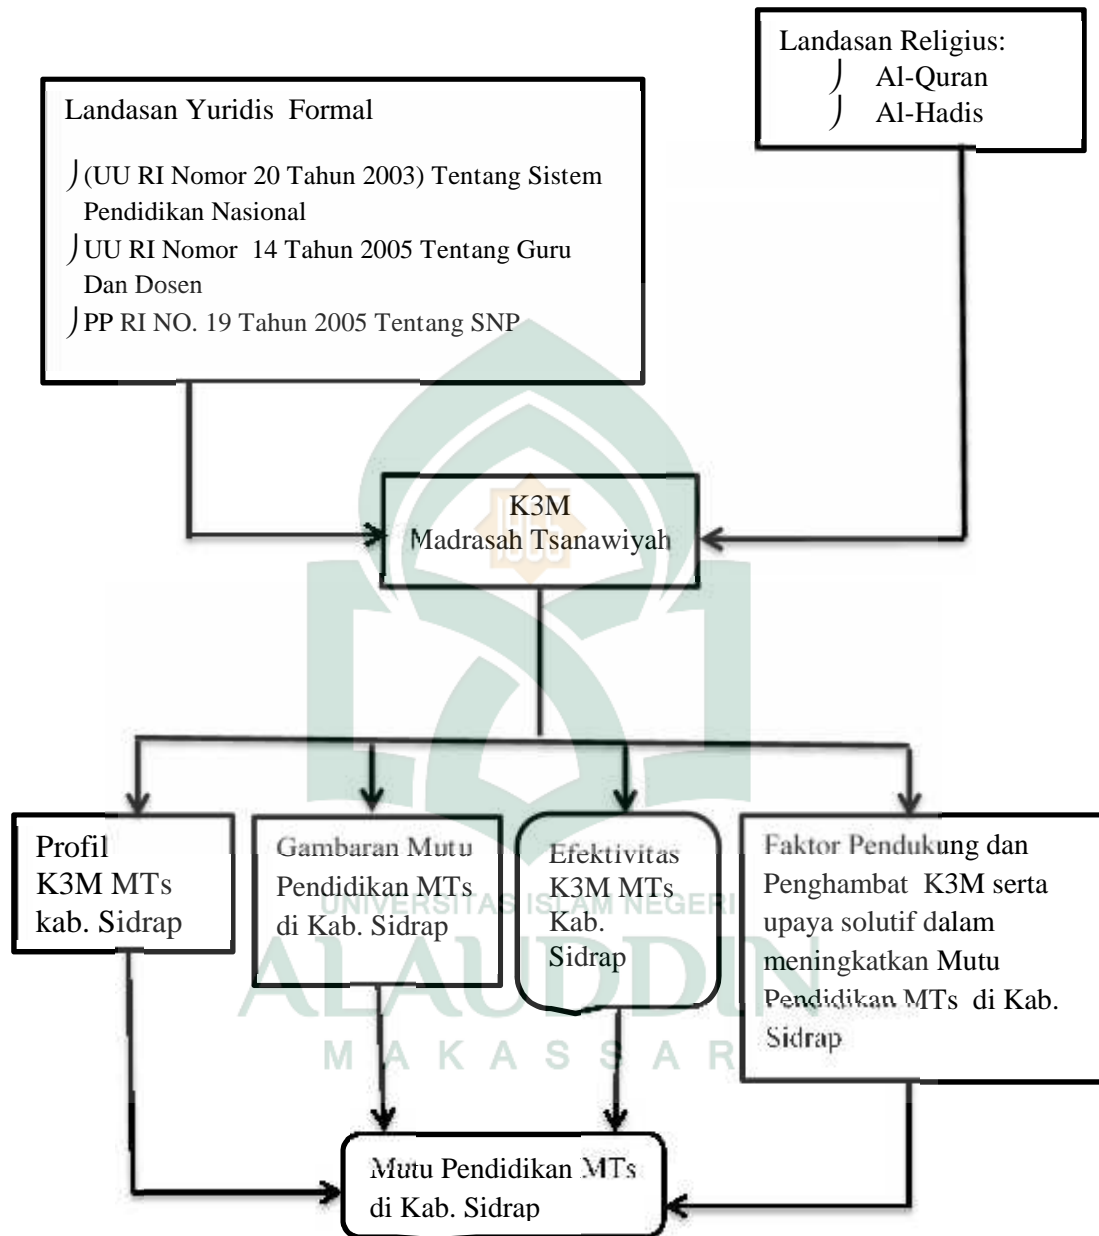 Landasan Religius:
⌡ Al-Quran
⌡ Al-Hadis
Landasan Yuridis Formal
⌡(UU RI Nomor 20 Tahun 2003) Tentang Sistem
Pendidikan Nasional
⌡UU RI Nomor 14 Tahun 2005 Tentang Guru
Dan Dosen
⌡PP RI NO. 19 Tahun 2005 Tentang SNP
K3M
Madrasah Tsanawiyah
1965
Profil
K3M MTs
kab. Sidrap
Gambaran Mutu
Pendidikan MTs
di Kab. Sidrap
Efektivitas
K3M MTs
Kab.
Sidrap
Faktor Pendukung dan
Penghambat K3M serta
upaya solutif dalam
meningkatkan Mutu
Pendidikan MTs di Kab.
Sidrap
UNIVERSITAS ISLAM NEGERI
ALAUDDIN
MAKASSAR
Mutu Pendidikan MTs
di Kab. Sidrap